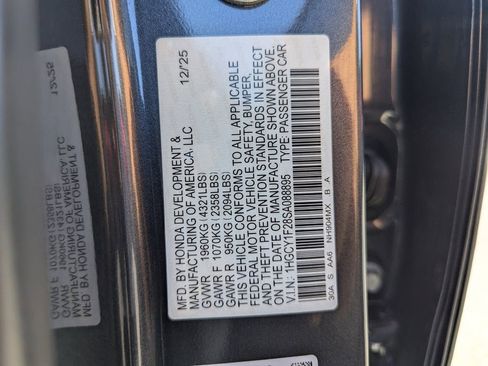 MFD. BY HONDA DEVELOPMENT & 12/25
MANUFACTURING OF AMERICA, LLC
GVWR 1960KG(4321LBS)
GAWR F 1070KG(2358LBS)
GAWR R 950KG(2094LBS)
THIS VEHICLE CONFORMS TO ALL APPLICABLE
FEDERAL MOTOR VEHICLE SAFETY, BUMPER,
AND THEFT PREVENTION STANDARDS IN EFFECT
ON THE DATE OF MANUFACTURE SHOWN ABOVE.
V.I.N.: 1HGCY1F28SA088895 TYPE: PASSENGER CAR
30A S AA6 NH904MX B A